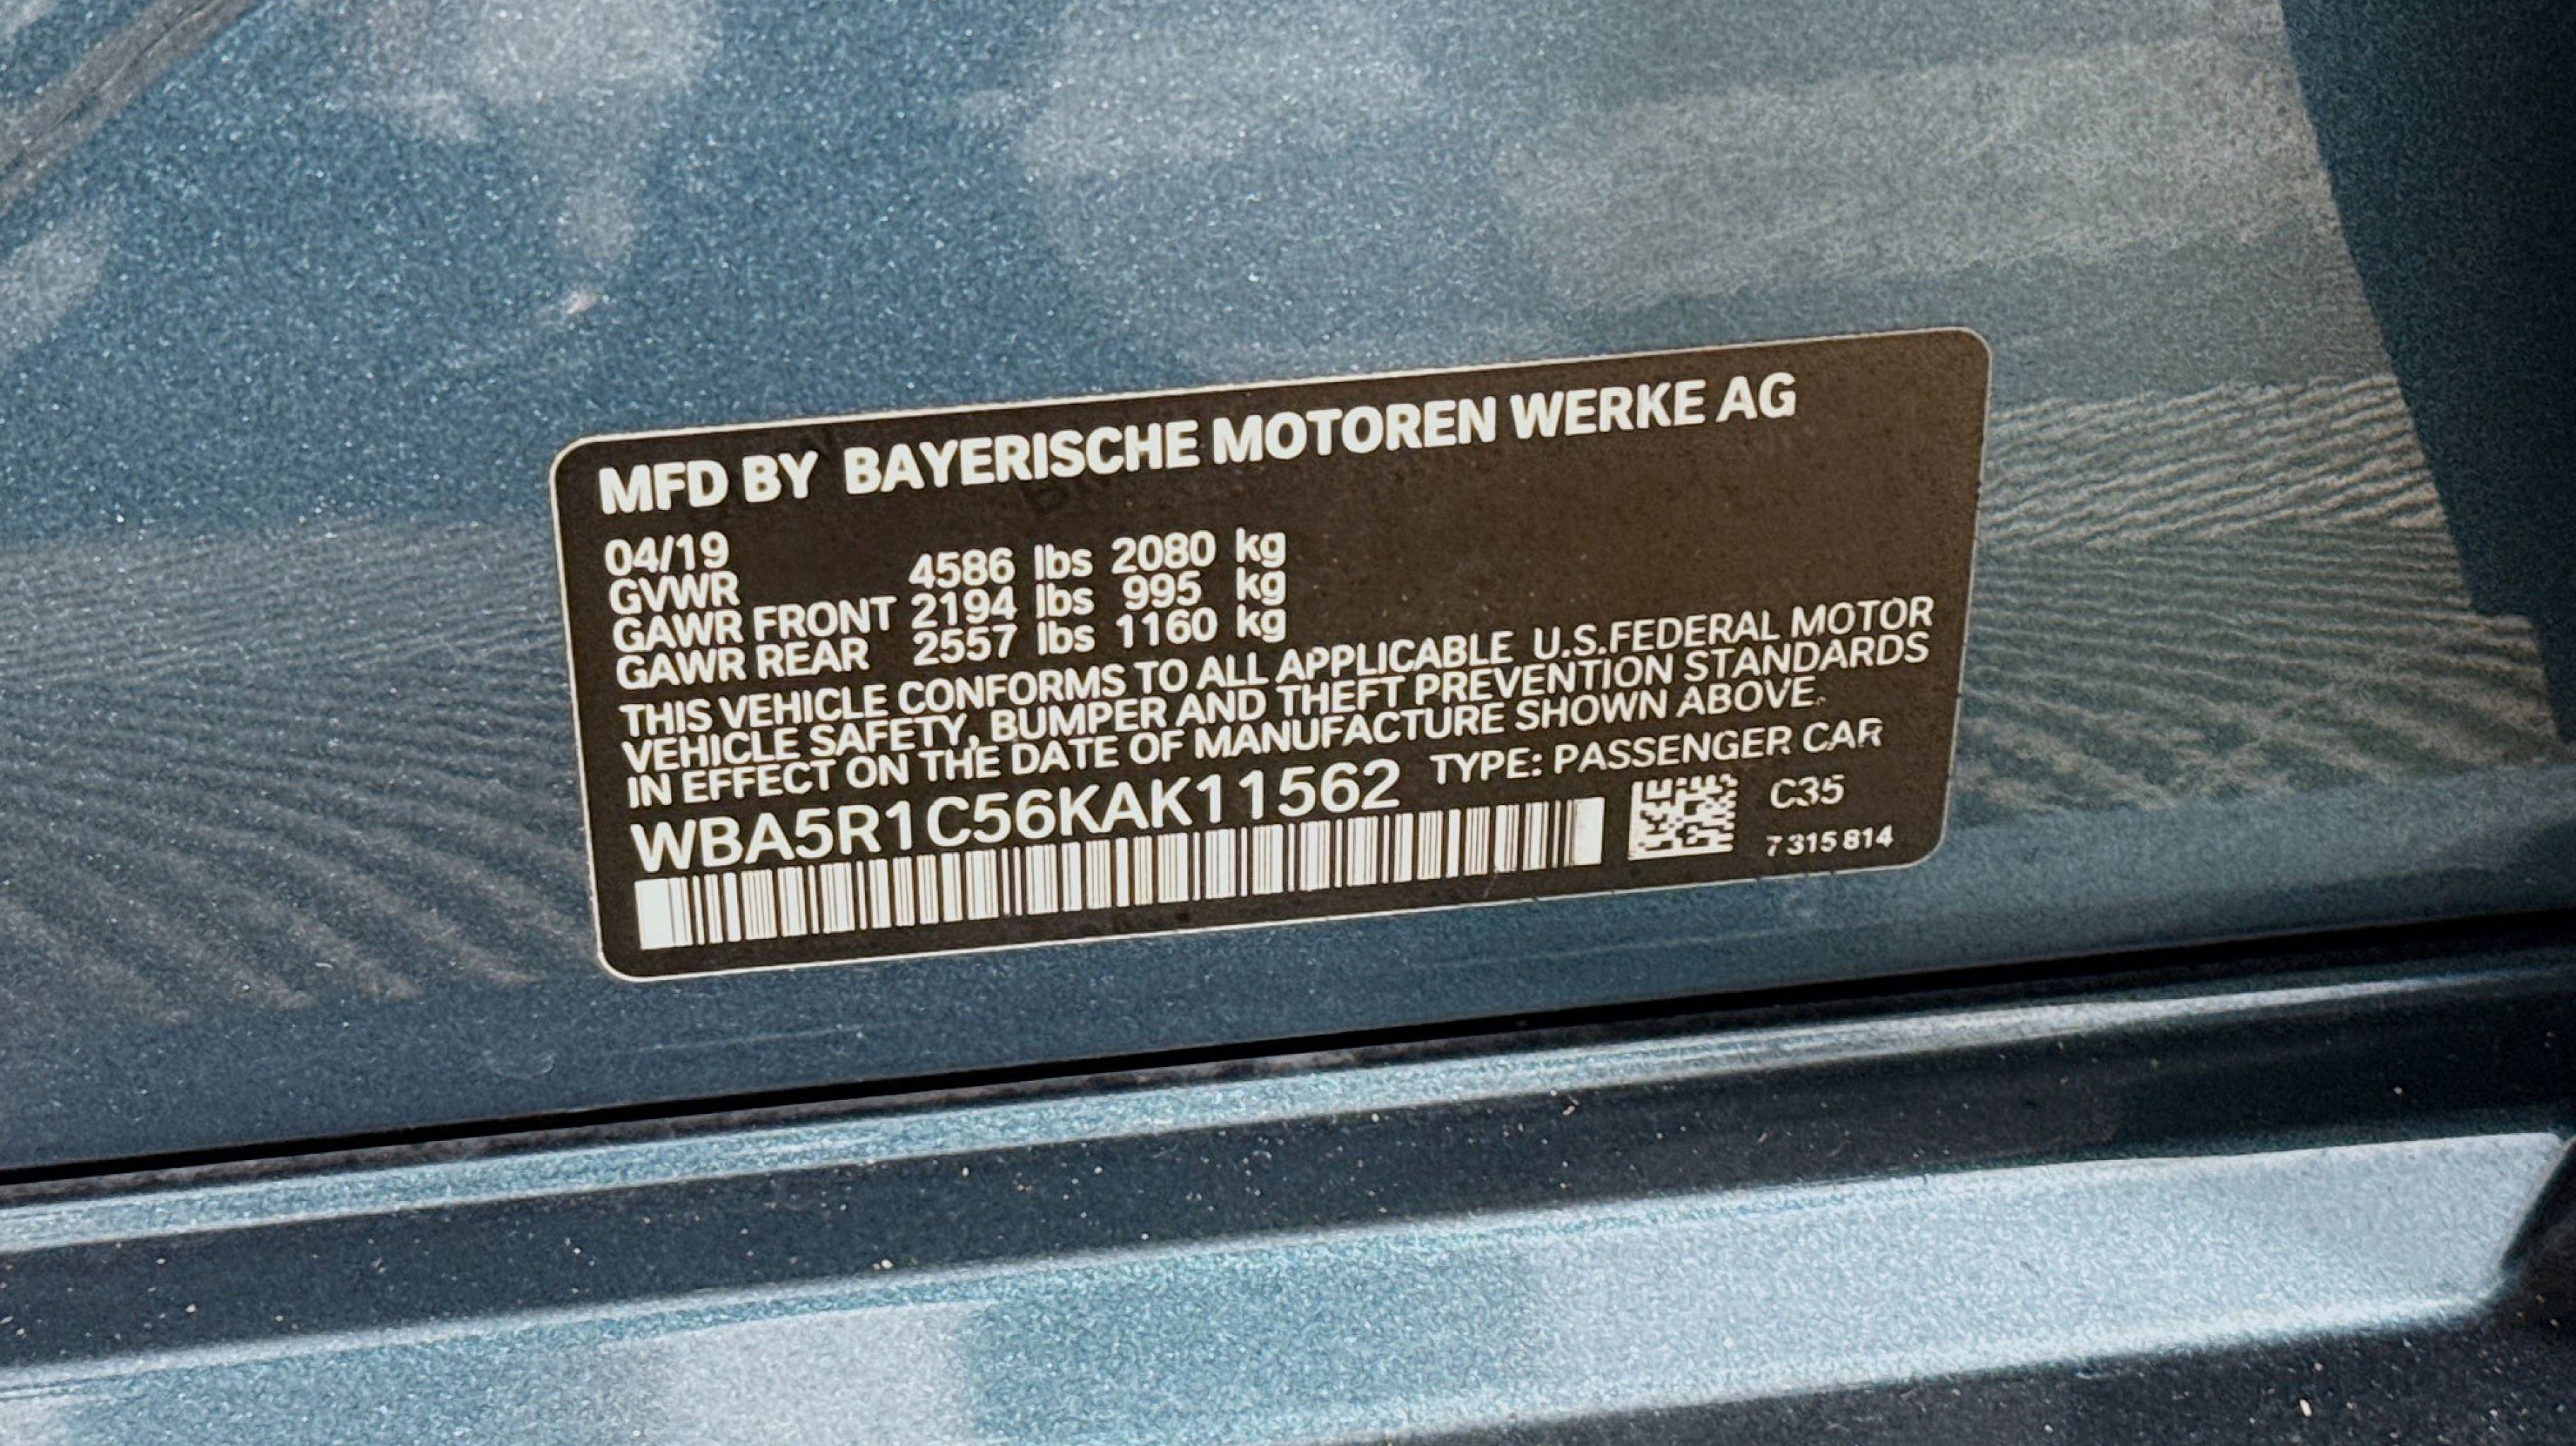 MFD BY BAYERISCHE MOTOREN WERKE AG
04/19
GVWR 4586 lbs 2080 kg
GAWR FRONT 2194 lbs 995 kg
GAWR REAR 2557 lbs 1160 kg
THIS VEHICLE CONFORMS TO ALL APPLICABLE U.S.FEDERAL MOTOR
VEHICLE SAFETY, BUMPER AND THEFT PREVENTION STANDARDS
IN EFFECT ON THE DATE OF MANUFACTURE SHOWN ABOVE.
WBA5R1C56KAK11562 TYPE: PASSENGER CAR
C35
7 315 814